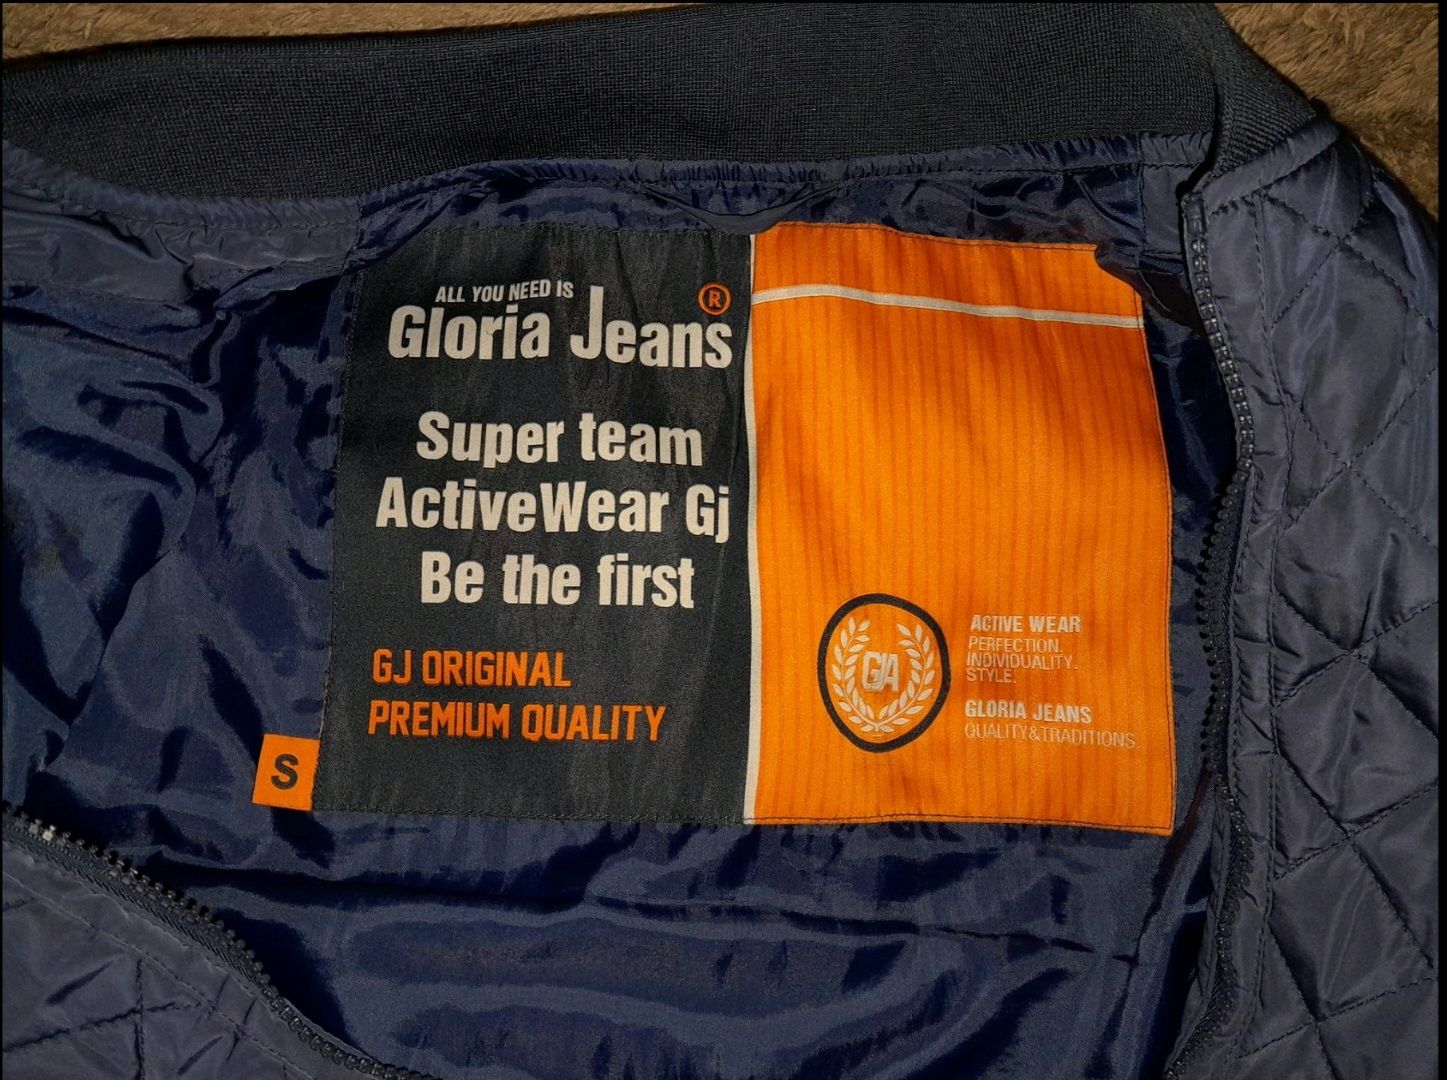 ALL YOU NEED IS
Gloria Jeans®
Super team
ActiveWear Gj
Be the first
GJ ORIGINAL
PREMIUM QUALITY
S
GJA
ACTIVE WEAR
PERFECTION.
INDIVIDUALITY.
STYLE.
GLORIA JEANS
QUALITY&TRADITIONS.